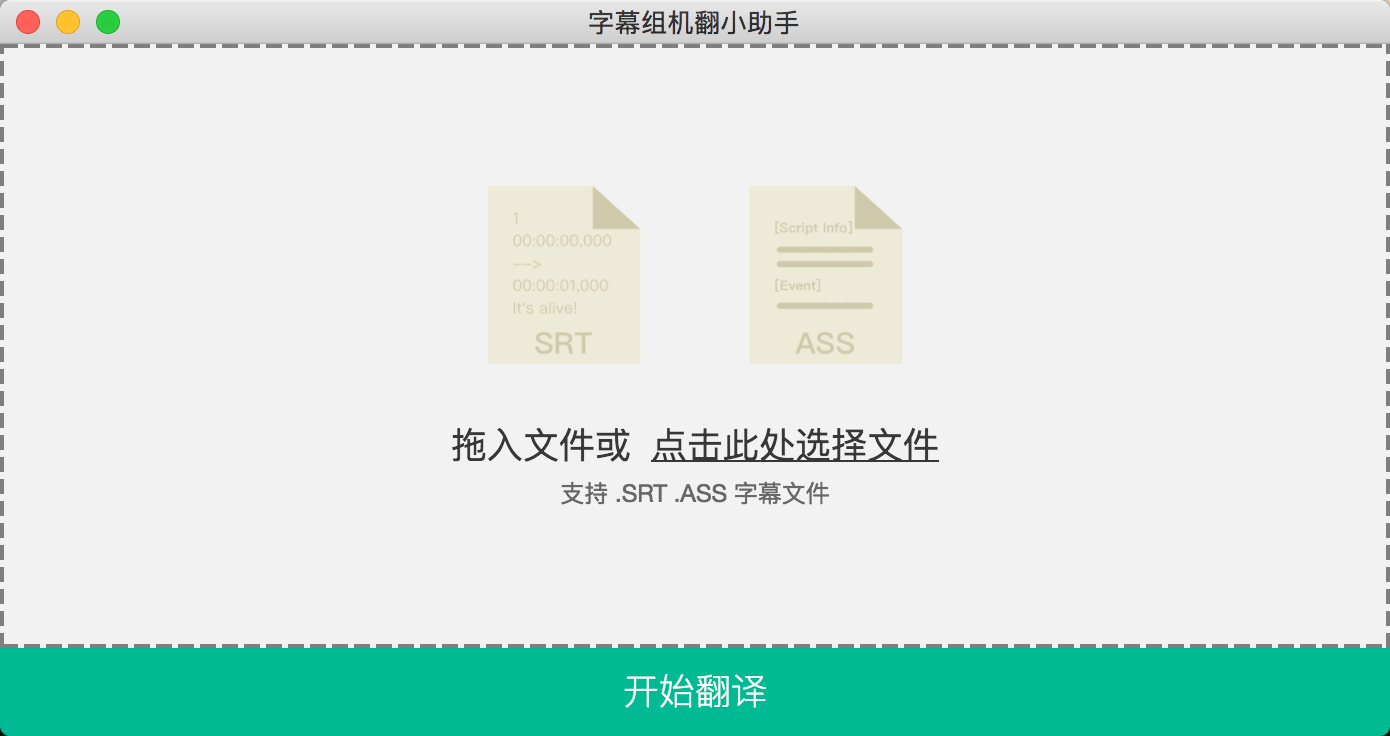 字幕组机翻小助手
1
00:00:00,000
-->
00:00:01,000
It's alive!
SRT
[Script Info]
[Event]
ASS
拖入文件或 点击此处选择文件
支持 .SRT .ASS 字幕文件
开始翻译